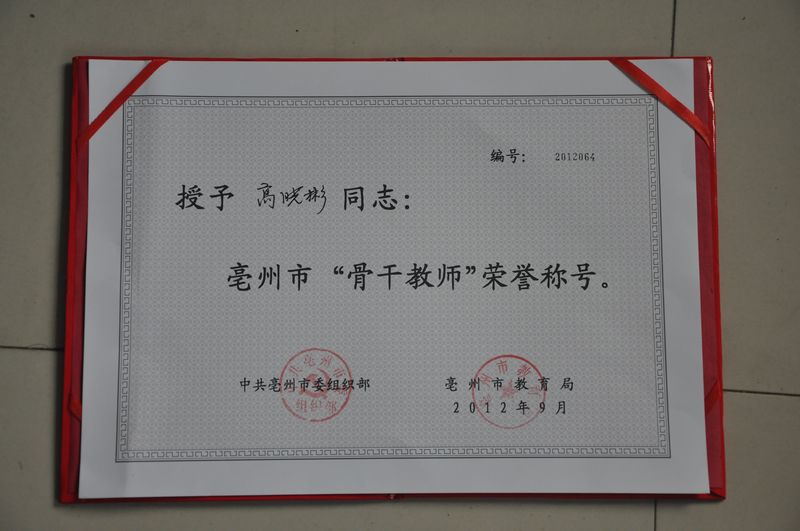 编号： 2012064
授予 高晓彬 同志：
亳州市“骨干教师”荣誉称号。
中共亳州市委组织部
亳州市教育局
2012年9月